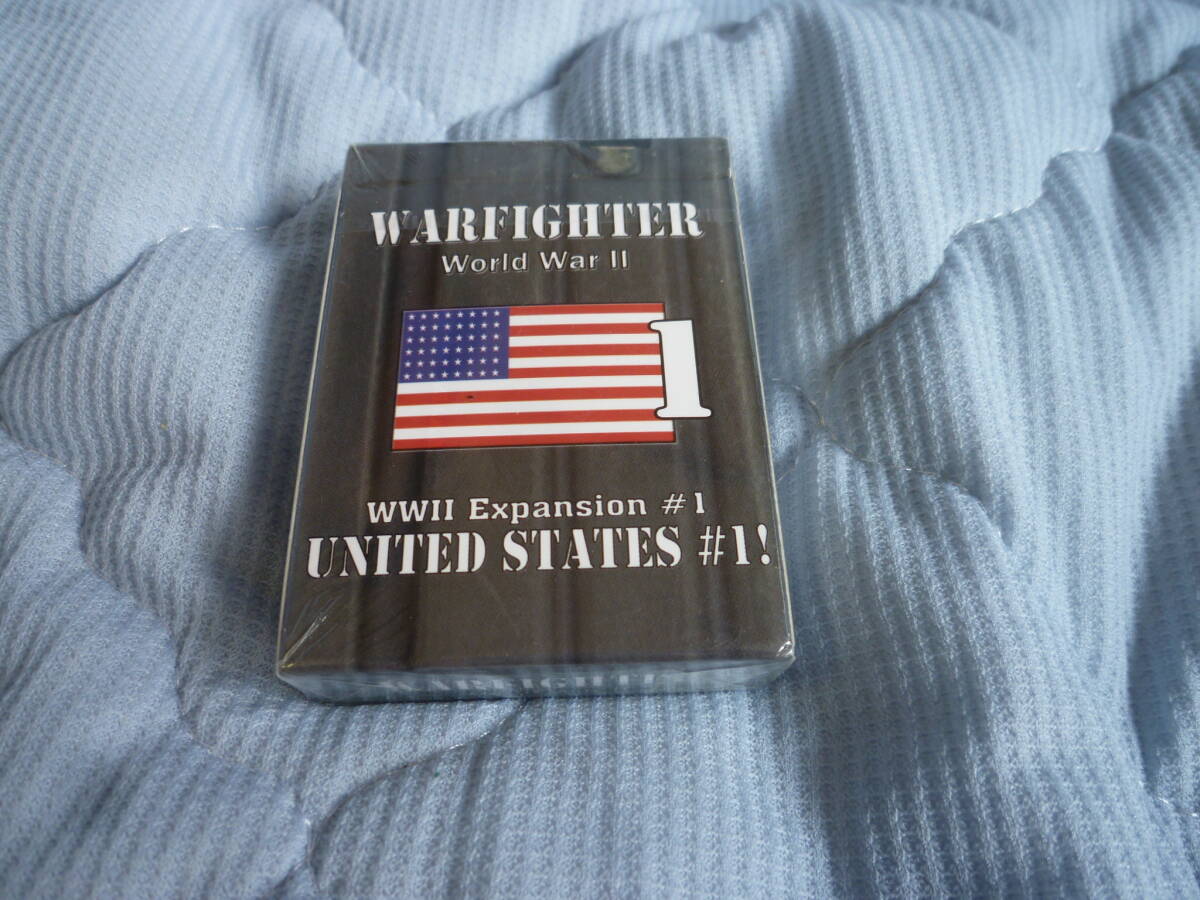 WARFIGHTER
World War II
1
WWII Expansion #1
UNITED STATES #1!